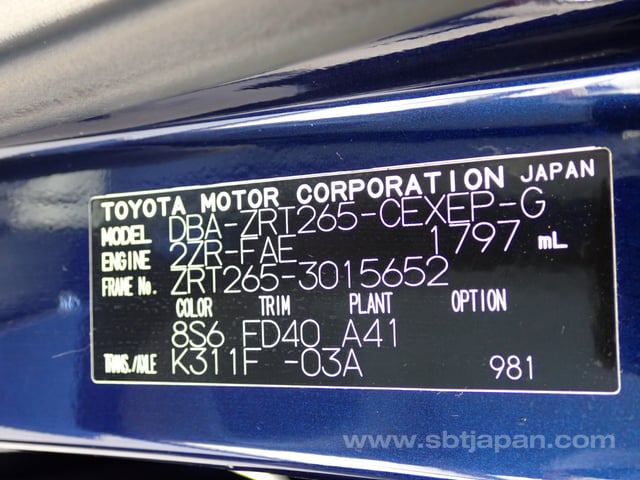 TOYOTA MOTOR CORPORATION JAPAN
MODEL DBA-ZRT265-CEXEP-G
ENGINE 2ZR-FAE 1797 mL
FRAME No. ZRT265-3015652
COLOR TRIM PLANT OPTION
8S6 FD40 A41
TRANS./AXLE K311F -03A 981
www.sbtjapan.com